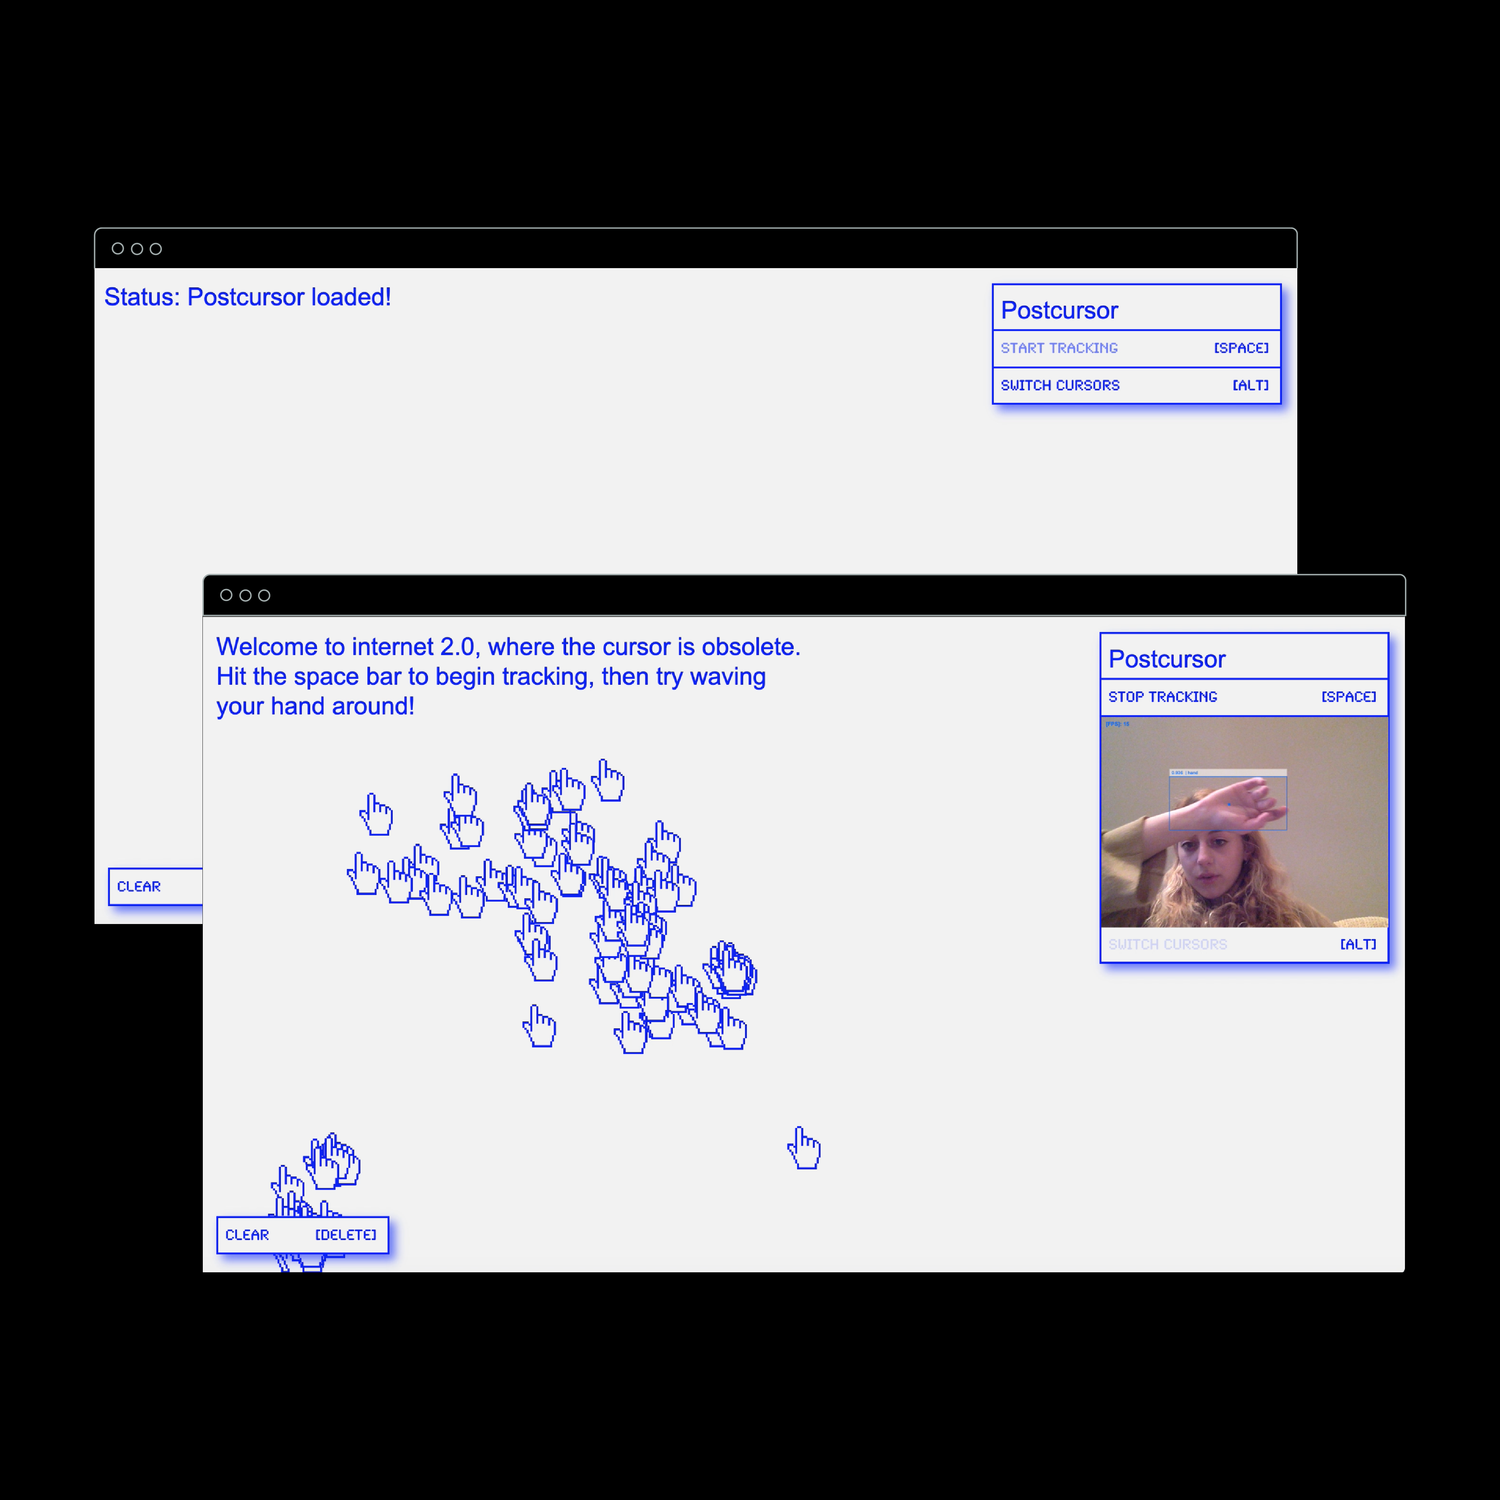 Status: Postcursor loaded!
Postcursor
START TRACKING [SPACE]
SWITCH CURSORS [ALT]
CLEAR
Welcome to internet 2.0, where the cursor is obsolete.
Hit the space bar to begin tracking, then try waving
your hand around!
Postcursor
STOP TRACKING [SPACE]
SWITCH CURSORS [ALT]
CLEAR [DELETE]